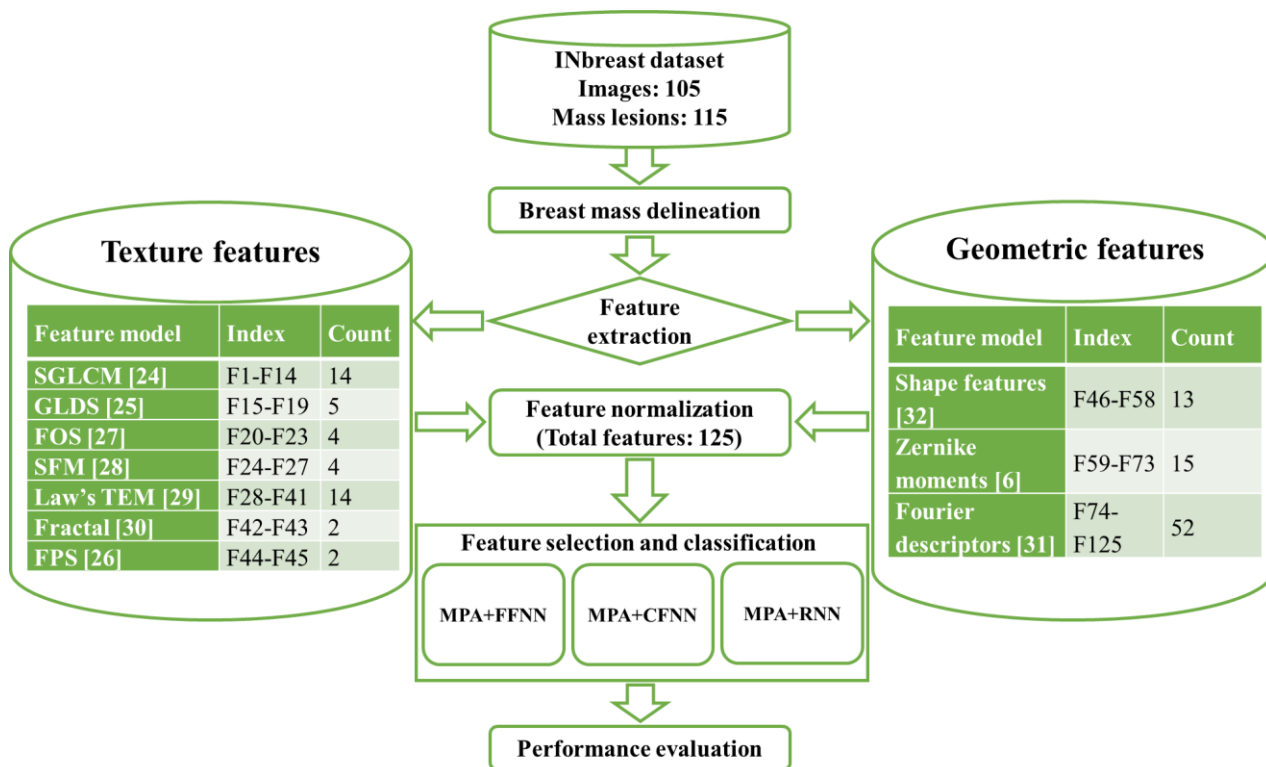 INbreast dataset
Images: 105
Mass lesions: 115
Breast mass delineation
Feature
extraction
Texture features
Feature model Index Count
SGLCM [24] F1-F14 14
GLDS [25] F15-F19 5
FOS [27] F20-F23 4
SFM [28] F24-F27 4
Law's TEM [29] F28-F41 14
Fractal [30] F42-F43 2
FPS [26] F44-F45 2
Geometric features
Feature model Index Count
Shape features
[32] F46-F58 13
Zernike
moments [6] F59-F73 15
Fourier F74-
descriptors [31] F125 52
Feature normalization
(Total features: 125)
Feature selection and classification
MPA+FFNN MPA+CFNN MPA+RNN
Performance evaluation